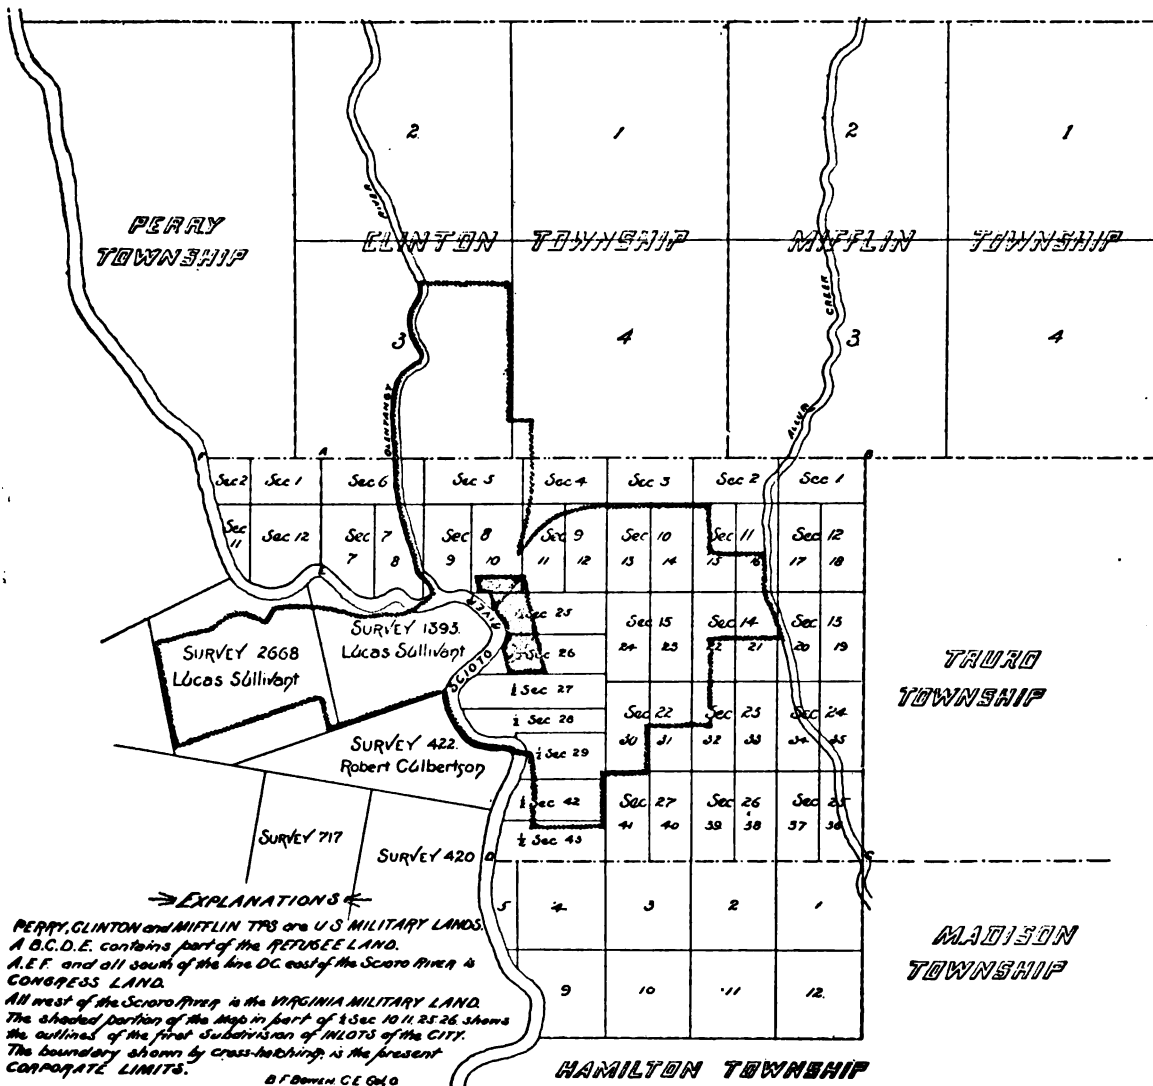 2 1 2 1
RIVER
PERRY
TOWNSHIP
CLINTON TOWNSHIP MIFFLIN TOWNSHIP
CREEK
3 4 3 4
OLENTANGY
ALLUM
F A B
Sec 2 Sec 1 Sec 6 Sec 5 Sec 4 Sec 3 Sec 2 Sec 1
Sec 11 Sec 12 Sec 7 Sec 8 Sec 9 Sec 10 Sec 11 Sec 12
7 8 9 10 11 12 13 14 15 16 17 18
E
SCIOTO RIVER
½ Sec 25
½ Sec 26
½ Sec 27
½ Sec 28
½ Sec 29
½ Sec 42
½ Sec 43
Sec 15 Sec 14 Sec 13
24 23 22 21 20 19
Sec 22 Sec 23 Sec 24
30 31 32 33 34 35
Sec 27 Sec 26 Sec 25
41 40 39 38 37 36
SURVEY 1393.
Lucas Sullivant
SURVEY 2668
Lucas Sullivant
SURVEY 422.
Robert Culbertson
SURVEY 717
SURVEY 420
D C
TRURO
TOWNSHIP
5 4 3 2 1
9 10 11 12.
MADISON
TOWNSHIP
HAMILTON TOWNSHIP
EXPLANATIONS
PERRY, CLINTON and MIFFLIN TPS are U S MILITARY LANDS.
A B.C.D.E. contains part of the REFUGEE LAND.
A.E.F. and all south of the line DC east of the SCIOTO RIVER is
CONGRESS LAND.
All west of the SCIOTO RIVER is the VIRGINIA MILITARY LAND.
The shaded portion of the Map in part of ½ Sec 10 11. 25 26. shows
the outlines of the first Subdivision of INLOTS of the CITY.
The boundary shown by cross-hatching, is the present
CORPORATE LIMITS.
B F Bowen C.E.